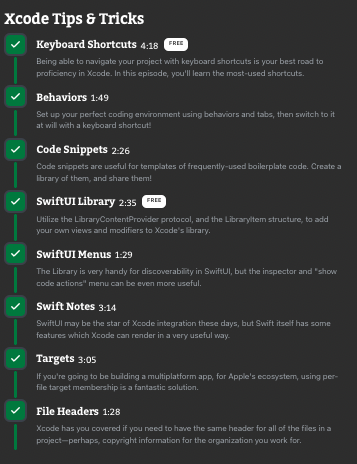 Xcode Tips & Tricks
Keyboard Shortcuts 4:18 FREE
Being able to navigate your project with keyboard shortcuts is your best road to
proficiency in Xcode. In this episode, you'll learn the most-used shortcuts.
Behaviors 1:49
Set up your perfect coding environment using behaviors and tabs, then switch to it
at will with a keyboard shortcut!
Code Snippets 2:26
Code snippets are useful for templates of frequently-used boilerplate code. Create a
library of them, and share them!
SwiftUI Library 2:35 FREE
Utilize the LibraryContentProvider protocol, and the LibraryItem structure, to add
your own views and modifiers to Xcode's library.
SwiftUI Menus 1:29
The Library is very handy for discoverability in SwiftUI, but the inspector and "show
code actions" menu can be even more useful.
Swift Notes 3:14
SwiftUI may be the star of Xcode integration these days, but Swift itself has some
features which Xcode can render in a very useful way.
Targets 3:05
If you're going to be building a multiplatform app, for Apple's ecosystem, using per-
file target membership is a fantastic solution.
File Headers 1:28
Xcode has you covered if you need to have the same header for all of the files in a
project—perhaps, copyright information for the organization you work for.